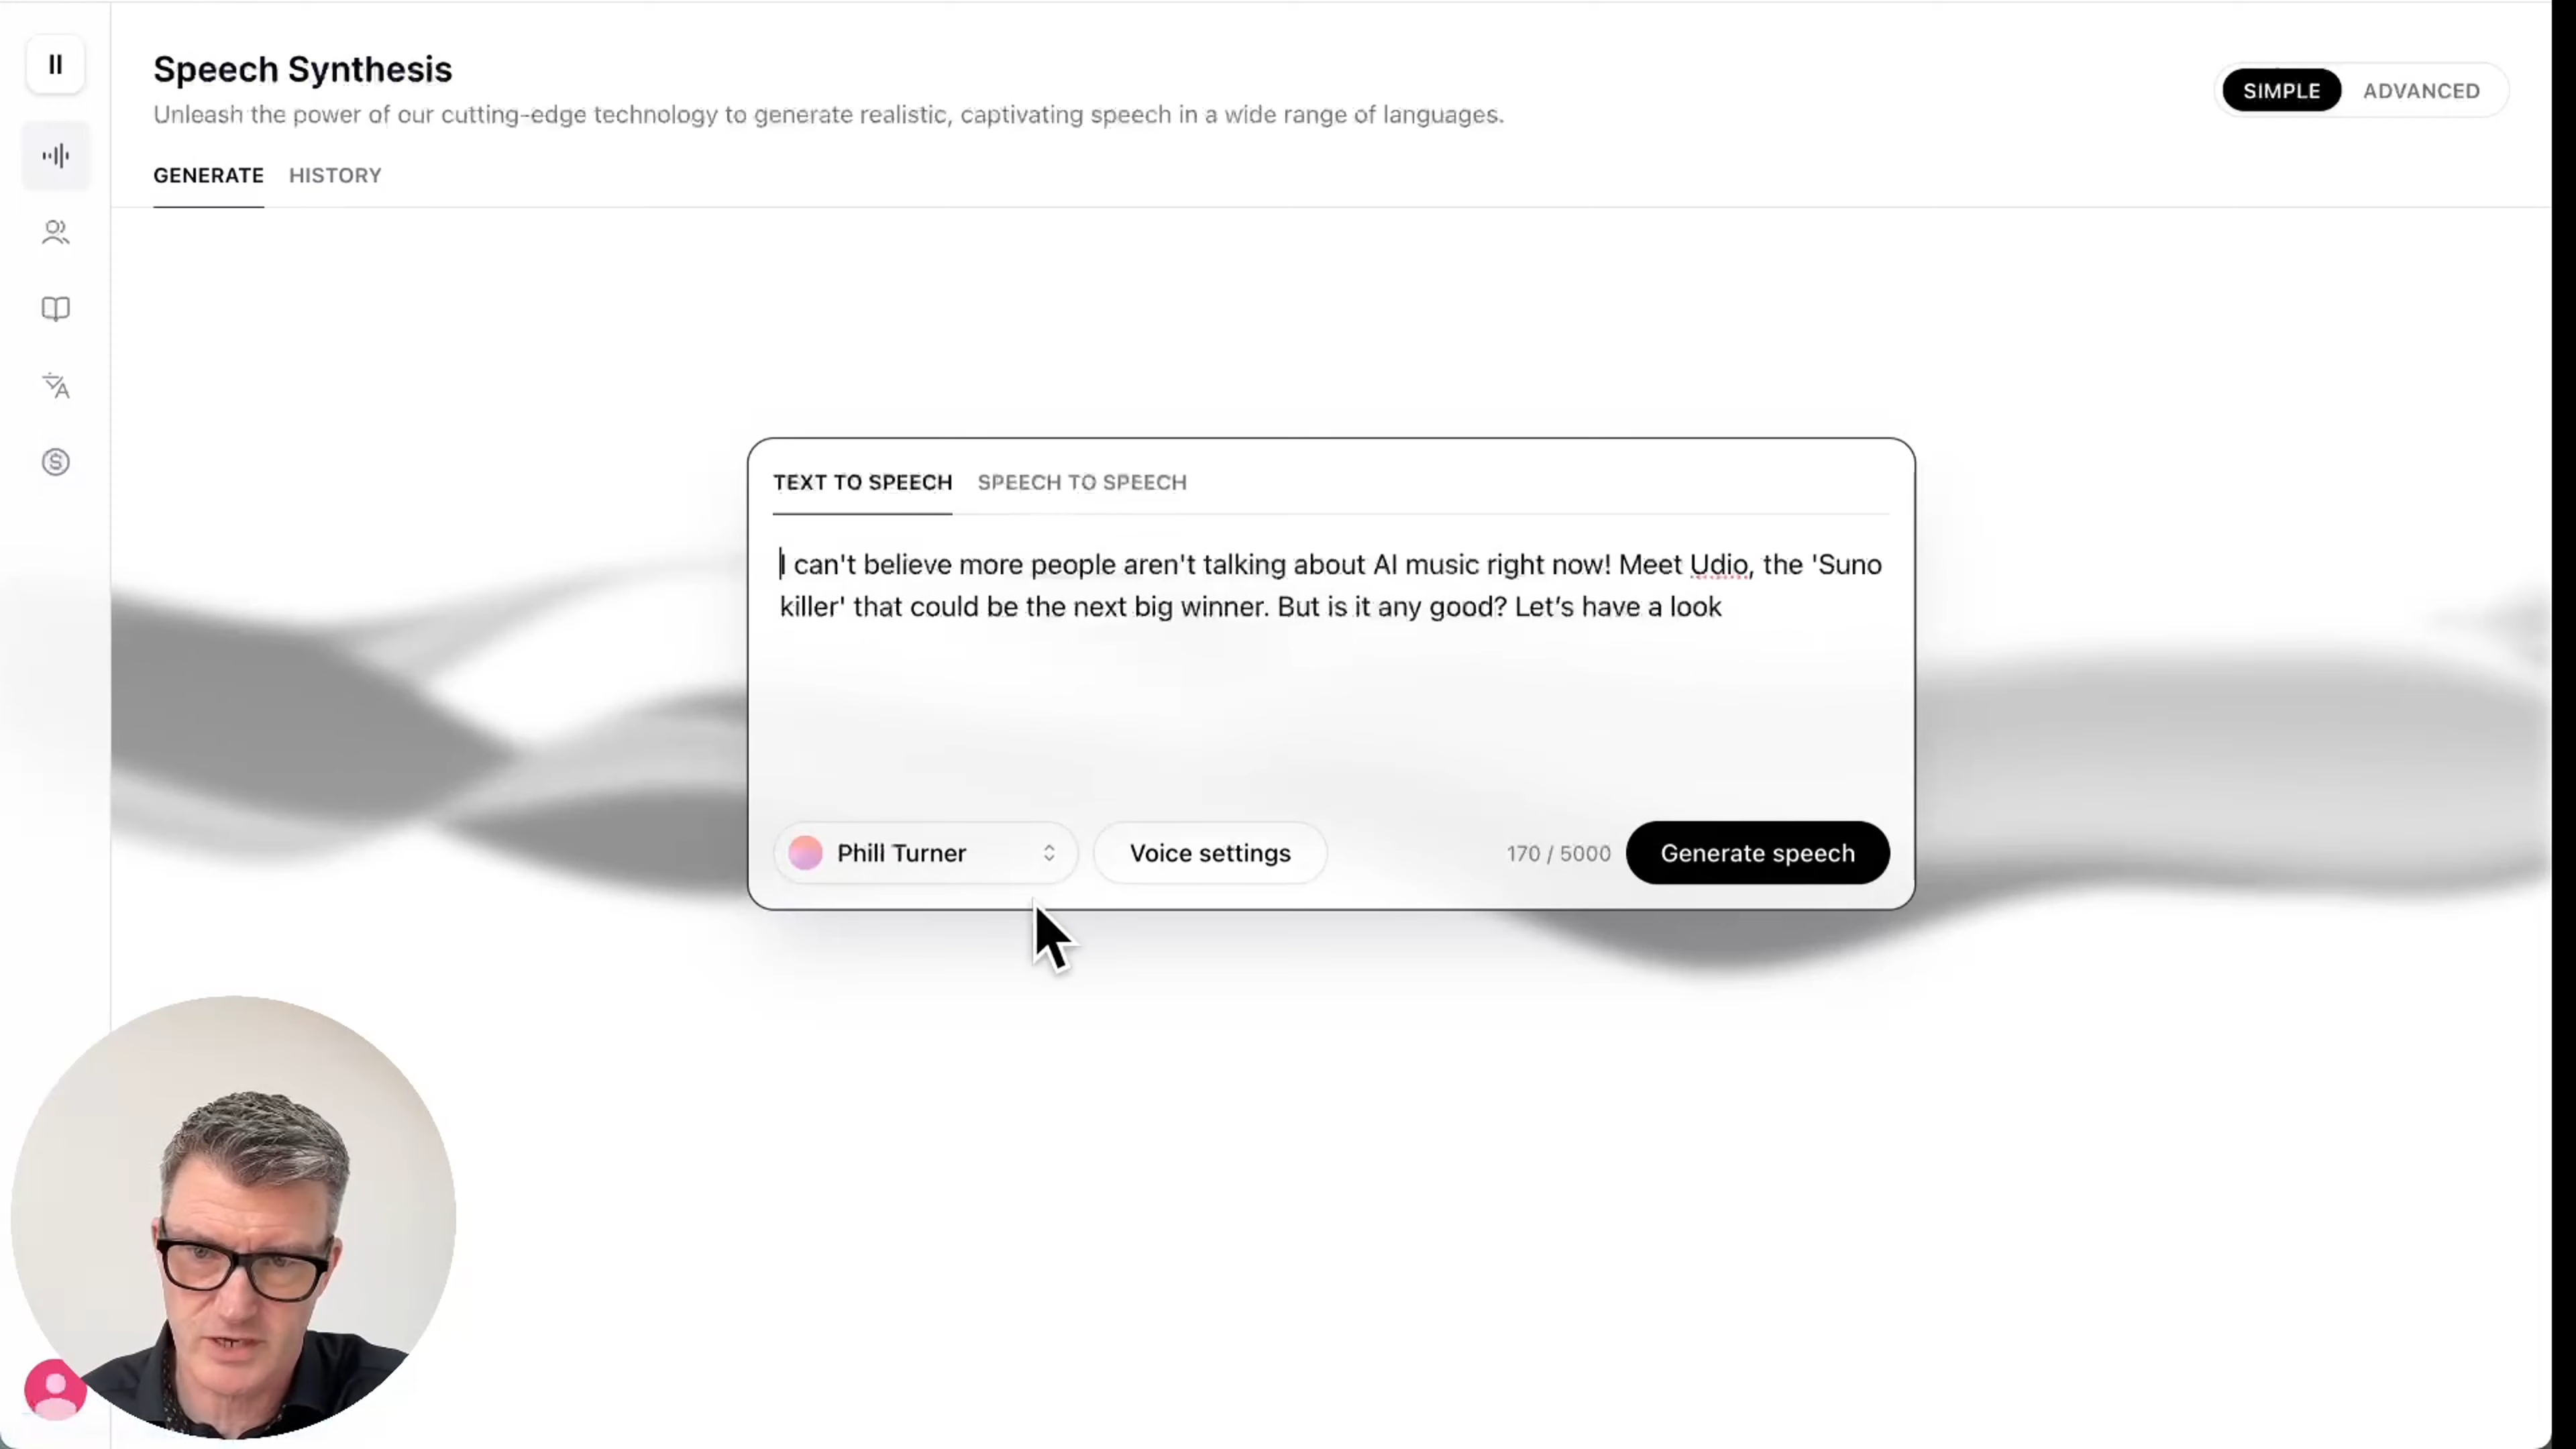 Speech Synthesis
SIMPLE ADVANCED
Unleash the power of our cutting-edge technology to generate realistic, captivating speech in a wide range of languages.
GENERATE HISTORY
TEXT TO SPEECH SPEECH TO SPEECH
I can't believe more people aren't talking about AI music right now! Meet Udio, the 'Suno
killer' that could be the next big winner. But is it any good? Let’s have a look
Phill Turner Voice settings 170 / 5000 Generate speech